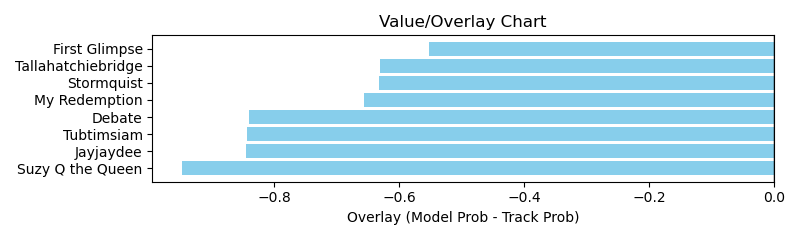 Value/Overlay Chart
First Glimpse
Tallahatchiebridge
Stormquist
My Redemption
Debate
Tubtimsiam
Jayjaydee
Suzy Q the Queen
−0.8 −0.6 −0.4 −0.2 0.0
Overlay (Model Prob - Track Prob)